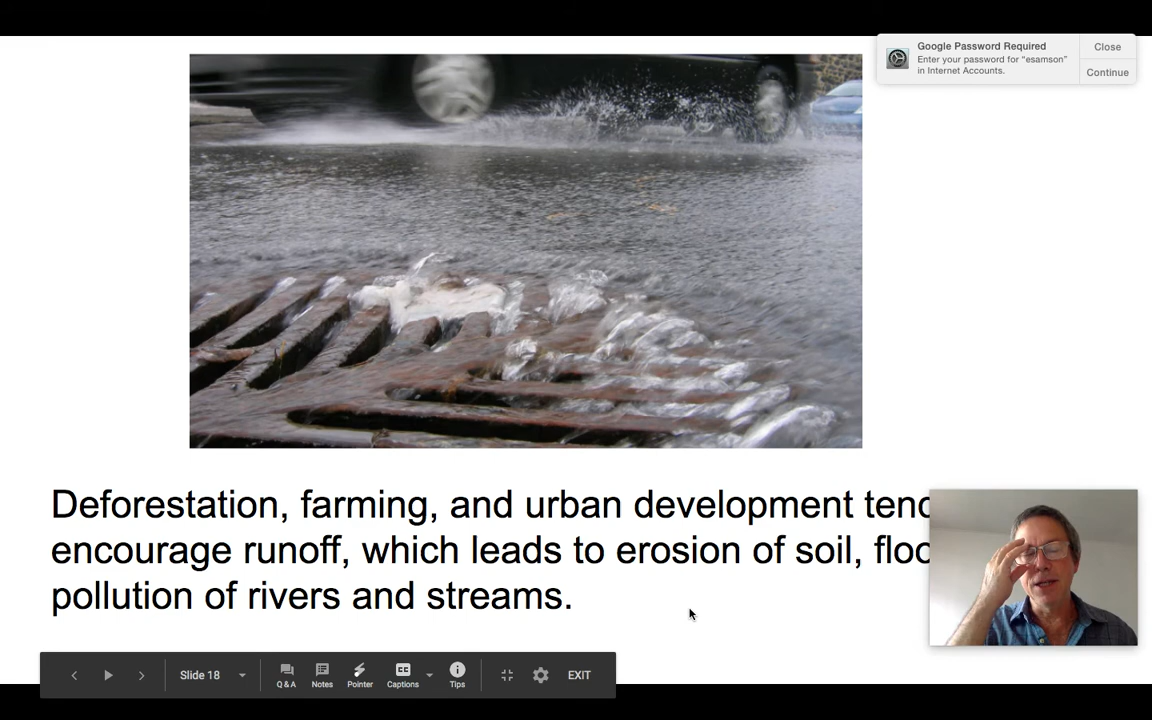 Google Password Required
Enter your password for "esamson"
in Internet Accounts.
Close
Continue
Deforestation, farming, and urban development tend
encourage runoff, which leads to erosion of soil,
pollution of rivers and streams.
Slide 18
Q & A
Notes
Pointer
CC
Captions
Tips
EXIT